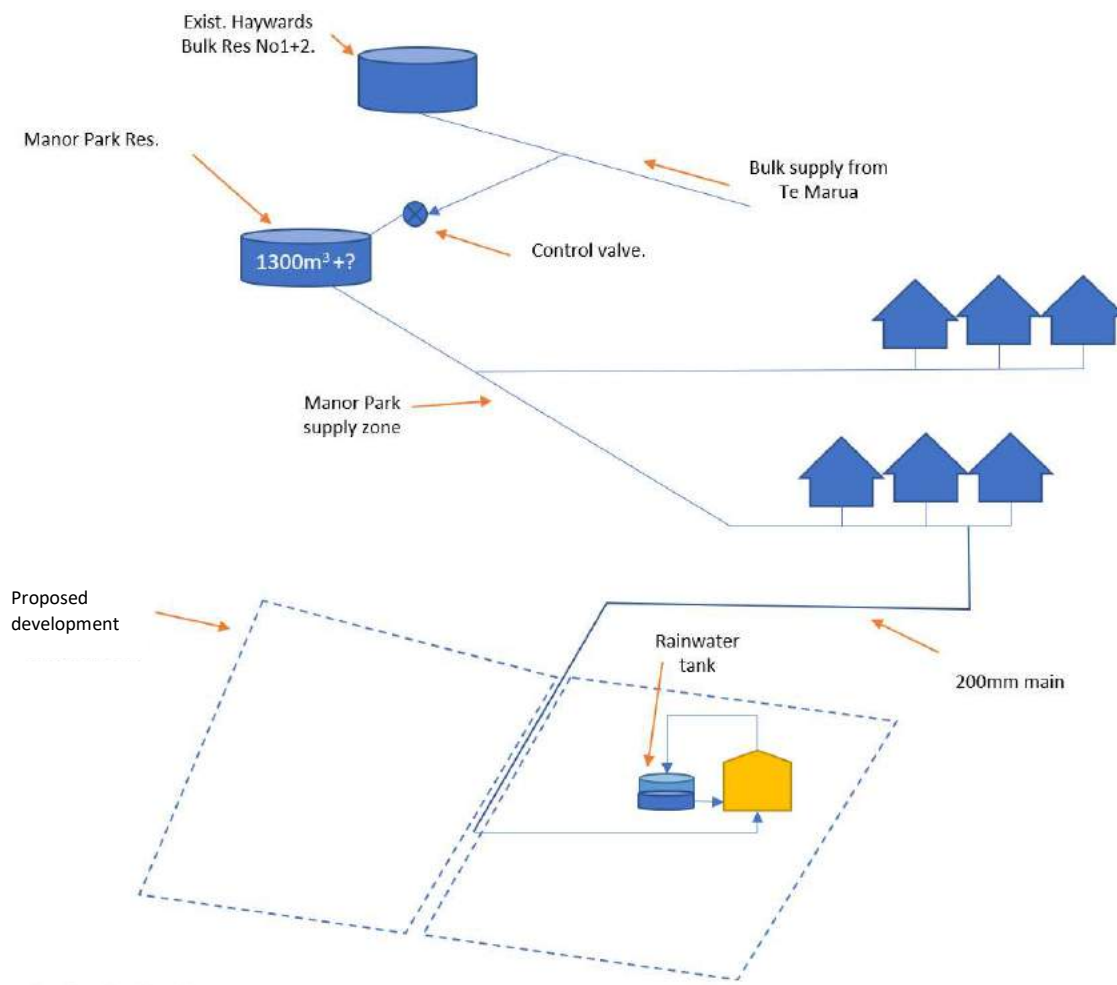 Exist. Haywards
Bulk Res No1+2.
Manor Park Res.
Bulk supply from
Te Marua
Control valve.
1300m³+?
Manor Park
supply zone
Proposed
development
Rainwater
tank
200mm main